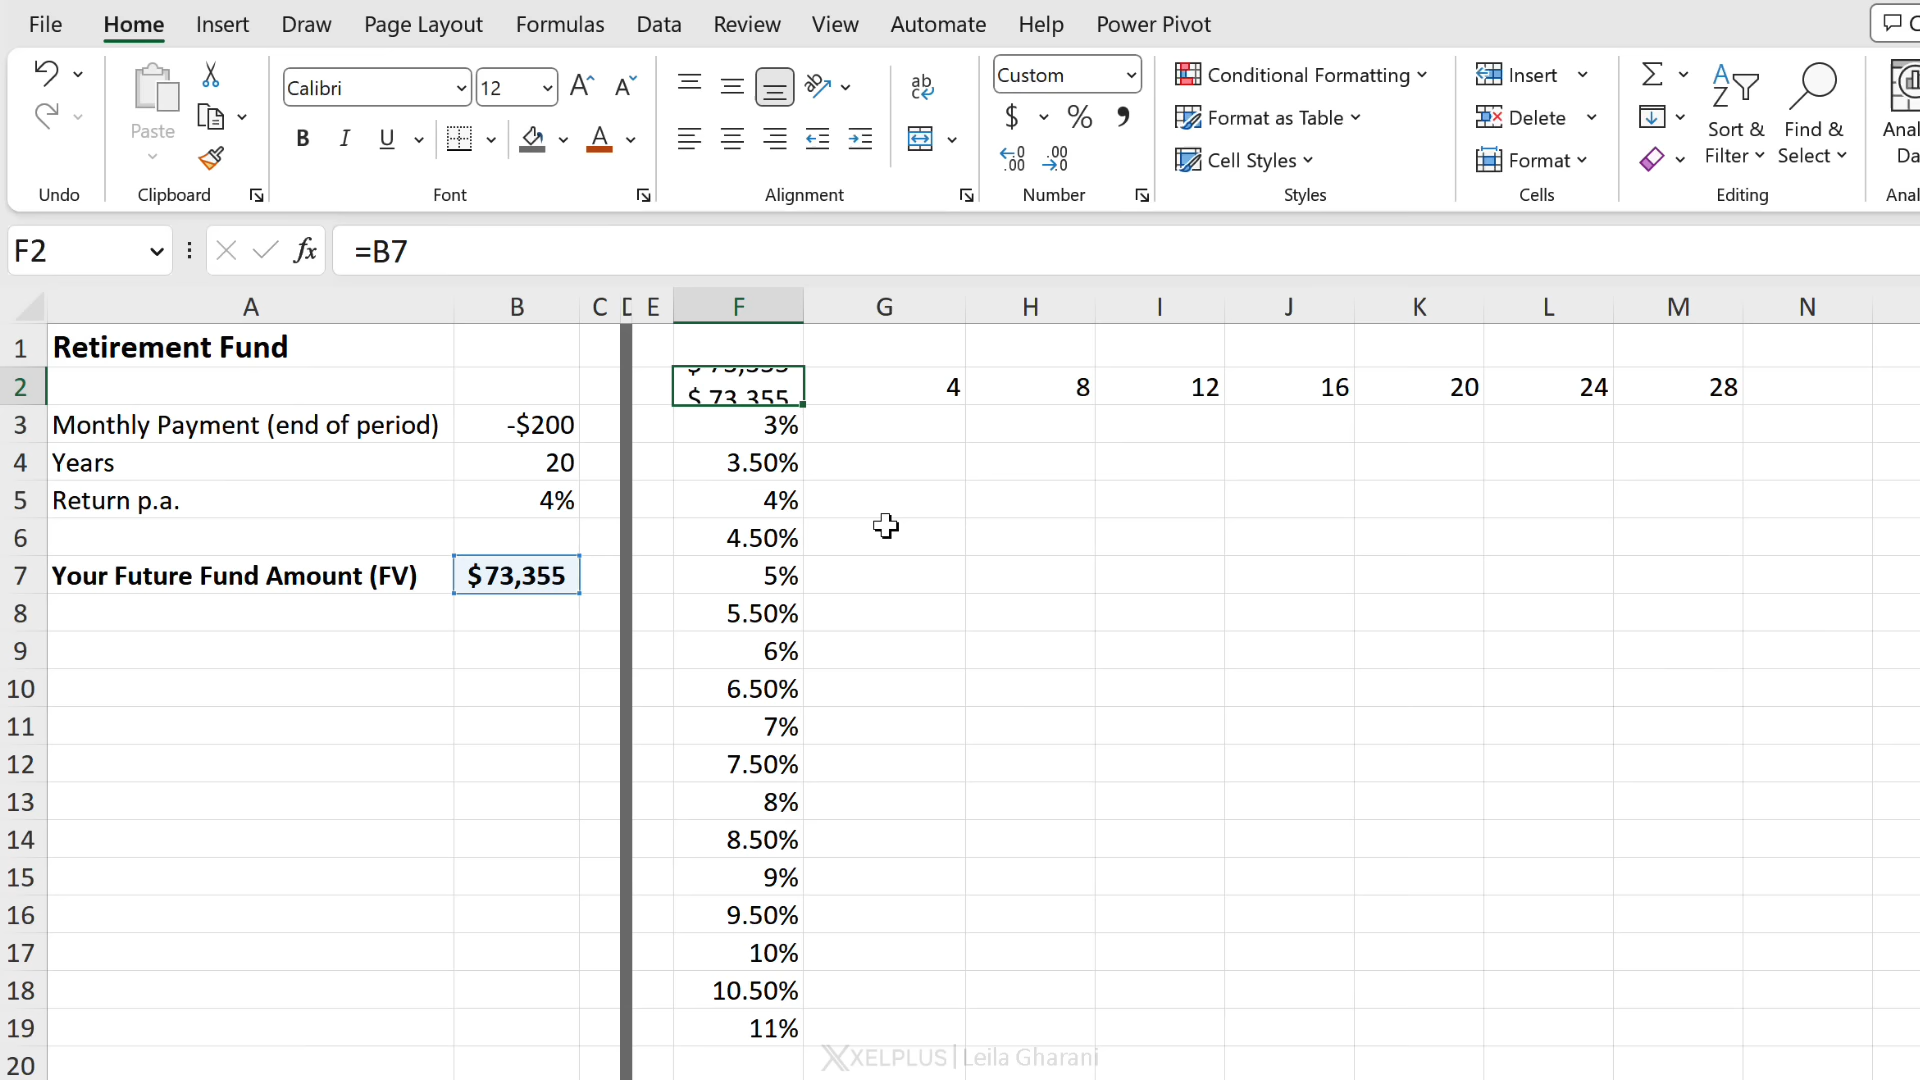 File Home Insert Draw Page Layout Formulas Data Review View Automate Help Power Pivot
Calibri 12 Custom Conditional Formatting Insert
Paste Format as Table Delete Sort & Find & Anal
B I U Cell Styles Format Filter Select Da
Undo Clipboard Font Alignment Number Styles Cells Editing Anal
F2 fx =B7
A B C D E F G H I J K L M N
1 Retirement Fund
2 $ 73,355 4 8 12 16 20 24 28
3 Monthly Payment (end of period) -$200 3%
4 Years 20 3.50%
5 Return p.a. 4% 4%
6 4.50%
7 Your Future Fund Amount (FV) $73,355 5%
8 5.50%
9 6%
10 6.50%
11 7%
12 7.50%
13 8%
14 8.50%
15 9%
16 9.50%
17 10%
18 10.50%
19 11%
20
XELPLUS | Leila Gharani